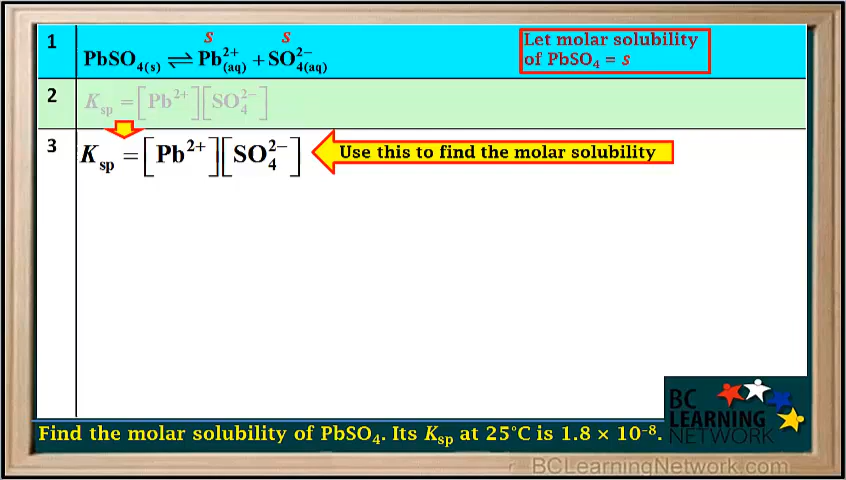 1
s s
PbSO₄₍s₎ ⇌ Pb²⁺(aq) + SO₄²⁻(aq)
Let molar solubility
of PbSO₄ = s
2
Ksp = [Pb²⁺][SO₄²⁻]
3
Ksp = [Pb²⁺][SO₄²⁻]
Use this to find the molar solubility
BC
LEARNING
NETWORK
Find the molar solubility of PbSO₄. Its Ksp at 25°C is 1.8 × 10⁻⁸.
BCLearningNetwork.com